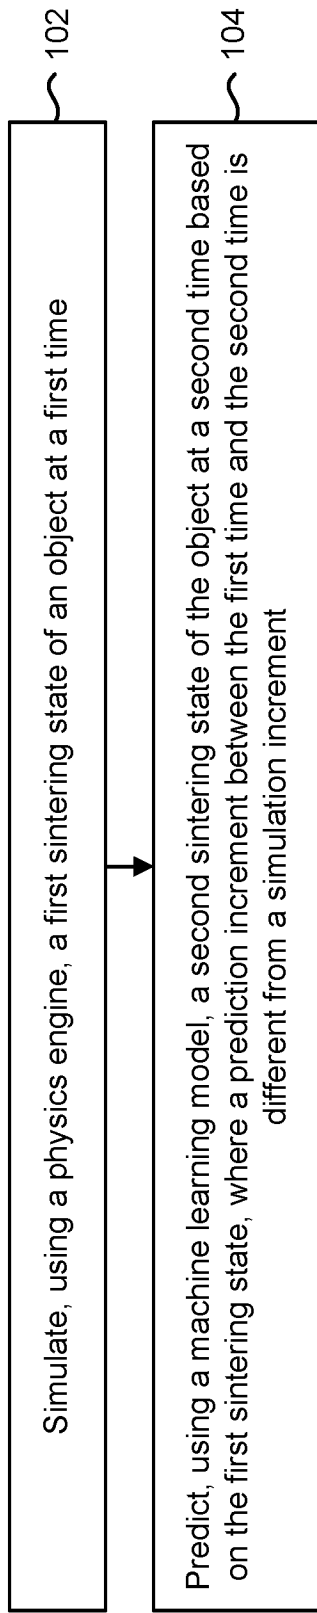 Simulate, using a physics engine, a first sintering state of an object at a first time
102
Predict, using a machine learning model, a second sintering state of the object at a second time based
on the first sintering state, where a prediction increment between the first time and the second time is
different from a simulation increment
104